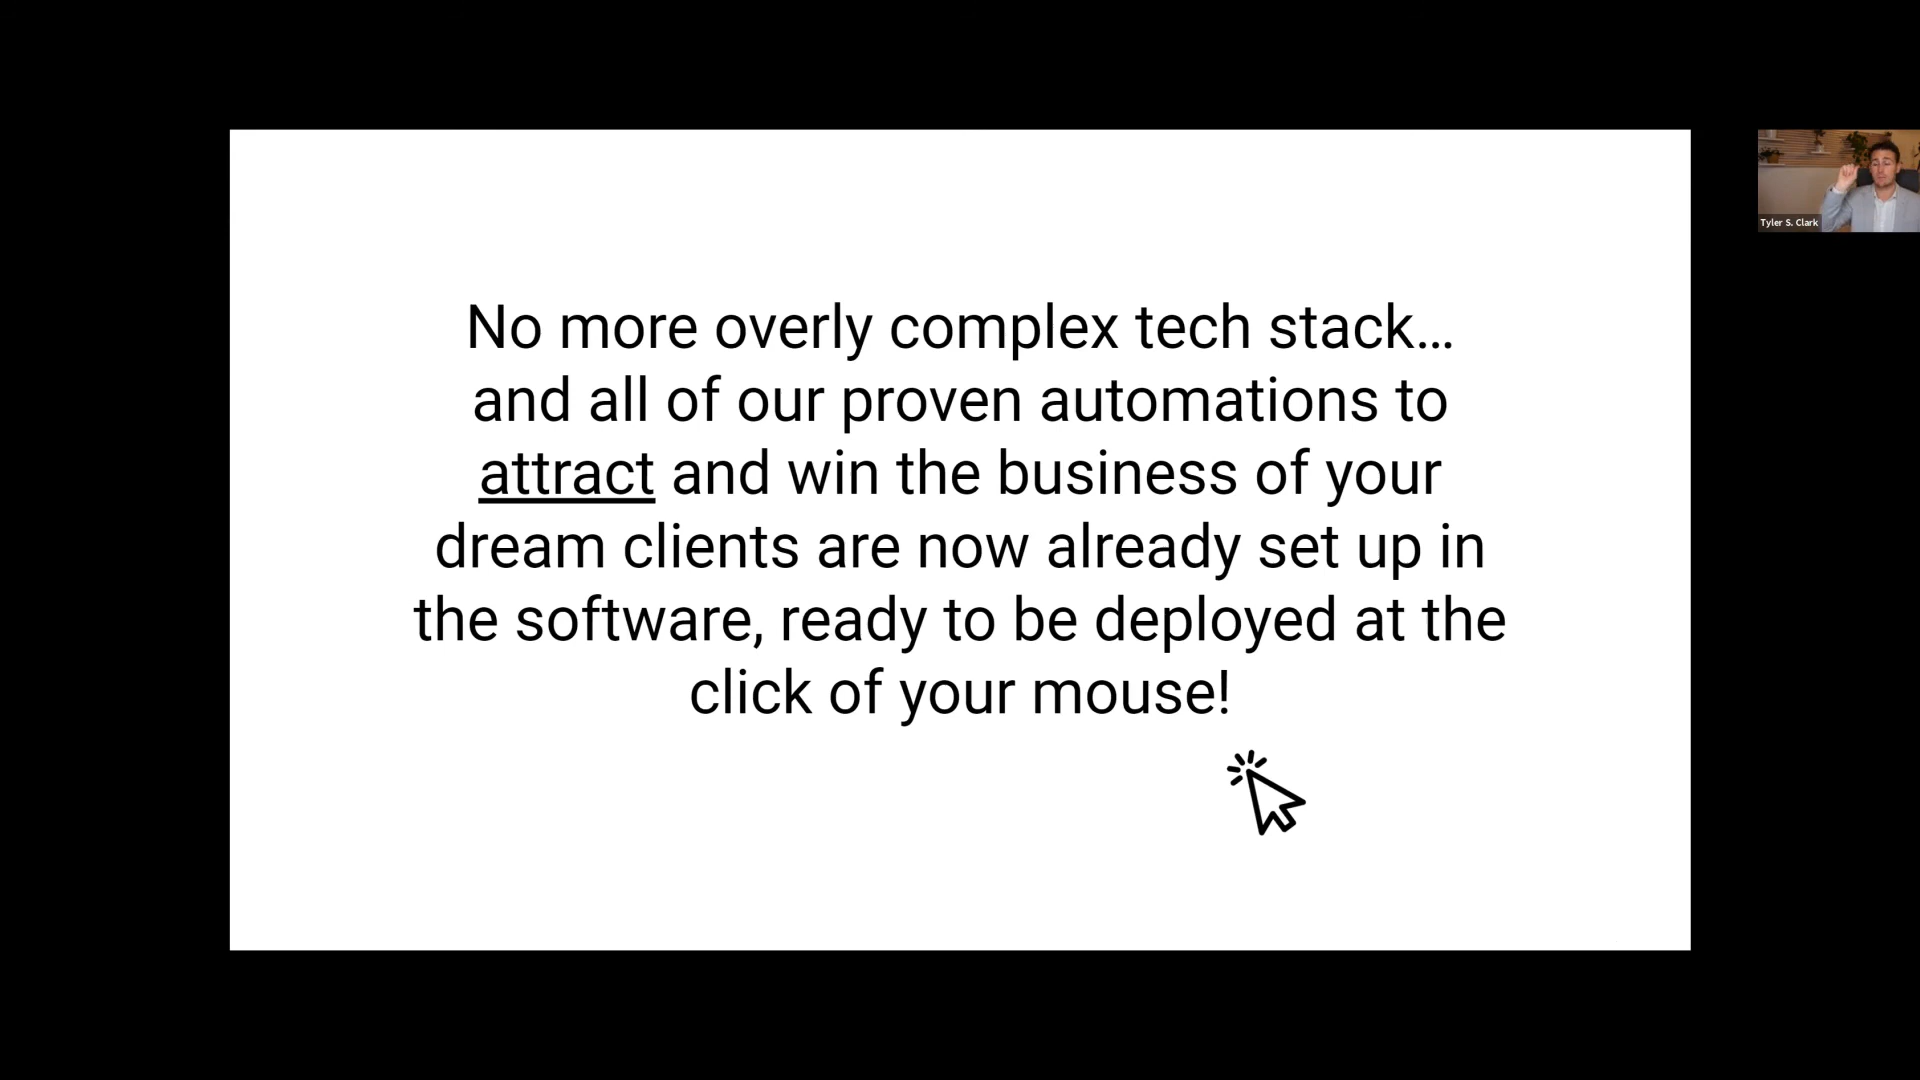 No more overly complex tech stack…
and all of our proven automations to
attract and win the business of your
dream clients are now already set up in
the software, ready to be deployed at the
click of your mouse!
Tyler S. Clark